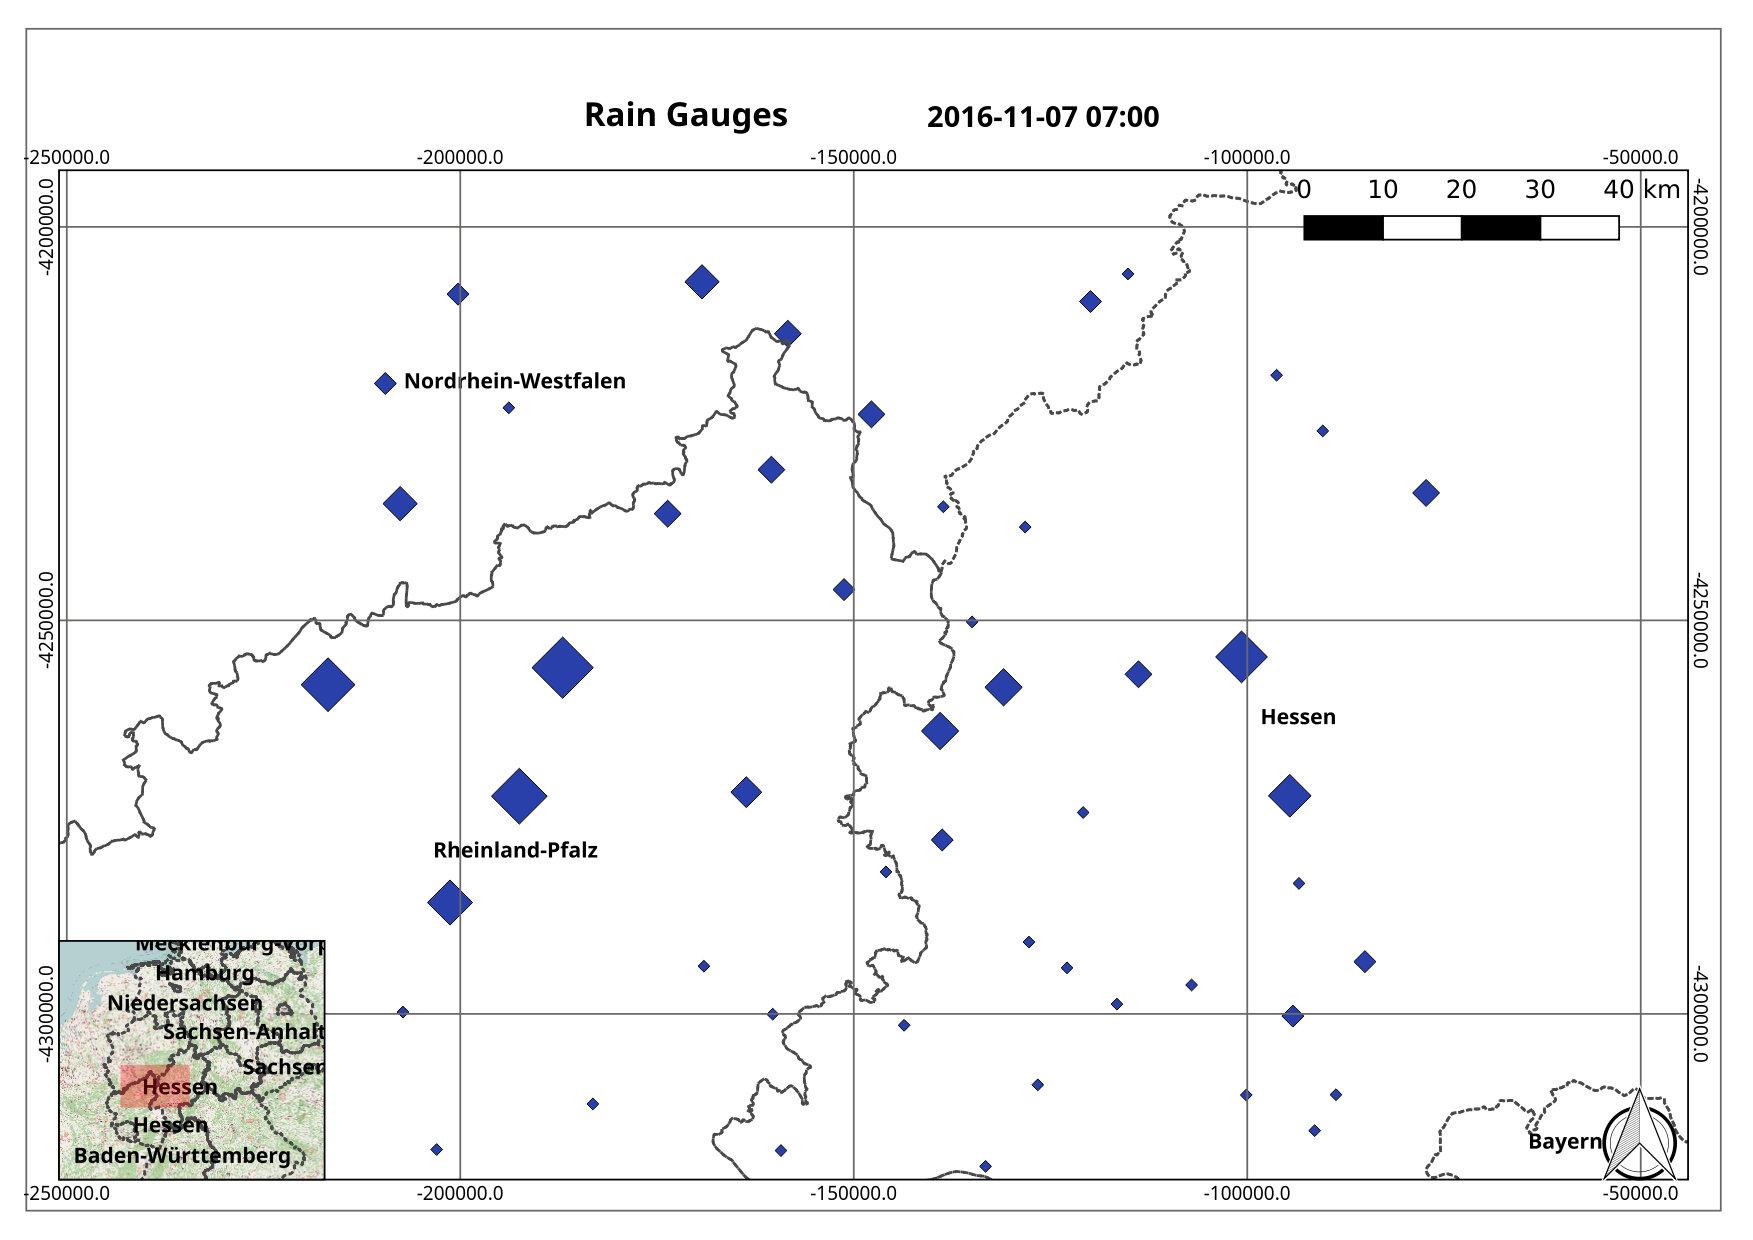 Rain Gauges 2016-11-07 07:00
-250000.0 -200000.0 -150000.0 -100000.0 -50000.0
0 10 20 30 40 km
-4200000.0 -4200000.0
Nordrhein-Westfalen
-4250000.0 -4250000.0
Hessen
Rheinland-Pfalz
Mecklenburg-Vorp
Hamburg
Niedersachsen
Sachsen-Anhalt
Sachsen
Hessen
Hessen
Baden-Württemberg
-4300000.0 -4300000.0
Bayern
-250000.0 -200000.0 -150000.0 -100000.0 -50000.0